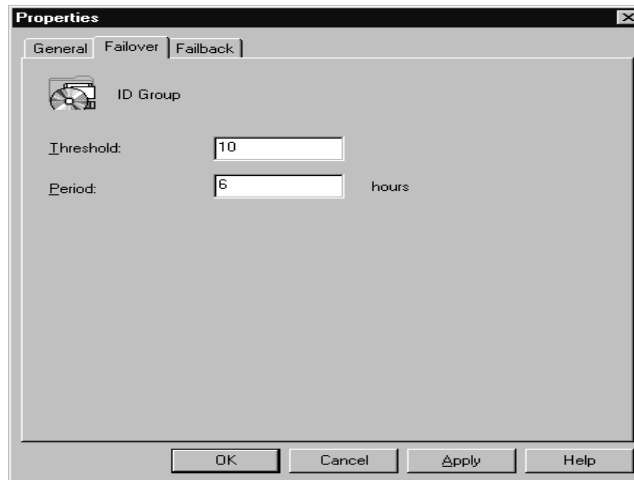 Properties
General Failover Failback
ID Group
Threshold: 10
Period: 6 hours
OK Cancel Apply Help